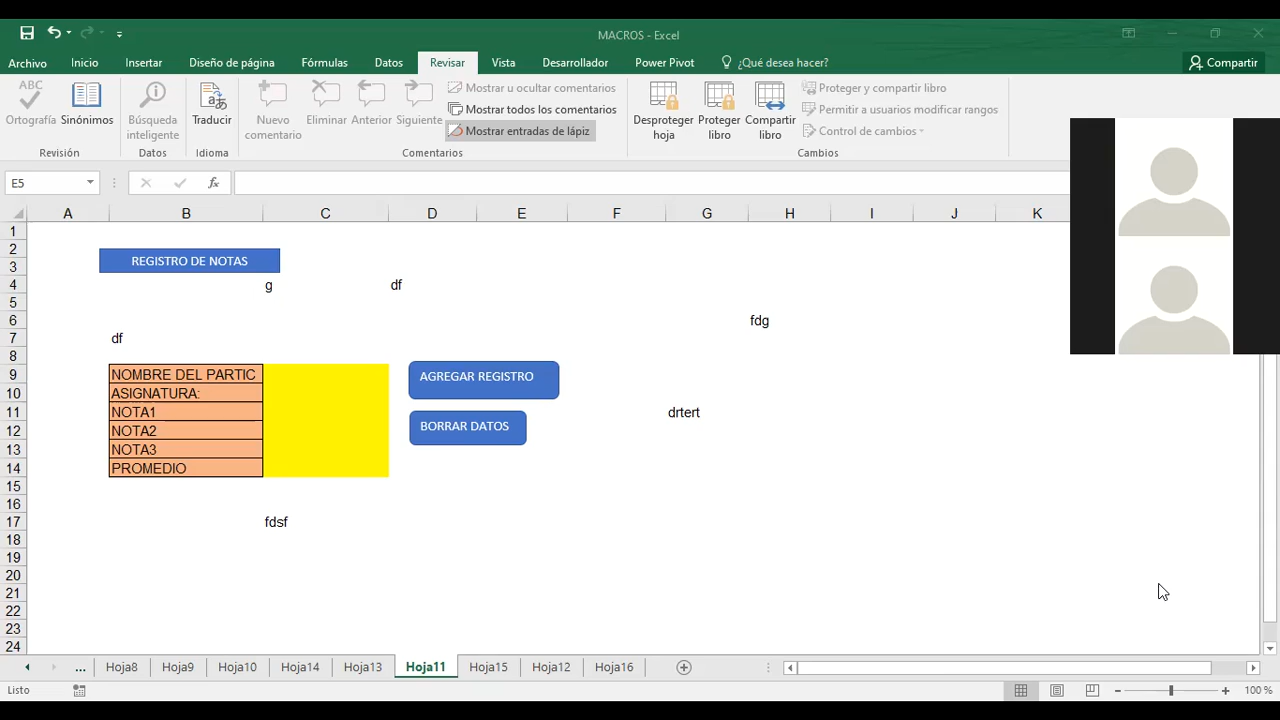 MACROS - Excel
Archivo Inicio Insertar Diseño de página Fórmulas Datos Revisar Vista Desarrollador Power Pivot ¿Qué desea hacer? Compartir
ABC Ortografía
Sinónimos
Búsqueda inteligente
Traducir
Nuevo comentario
Eliminar Anterior Siguiente
Mostrar u ocultar comentarios
Mostrar todos los comentarios
Mostrar entradas de lápiz
Desproteger hoja
Proteger libro
Compartir libro
Proteger y compartir libro
Permitir a usuarios modificar rangos
Control de cambios
Revisión Datos Idioma Comentarios Cambios
E5 fx
A B C D E F G H I J K
1
2
REGISTRO DE NOTAS
3
4 g df
5
6 fdg
7 df
8
9 NOMBRE DEL PARTIC AGREGAR REGISTRO
10 ASIGNATURA:
11 NOTA1 drtert
12 NOTA2 BORRAR DATOS
13 NOTA3
14 PROMEDIO
15
16
17 fdsf
18
19
20
21
22
23
24
... Hoja8 Hoja9 Hoja10 Hoja14 Hoja13 Hoja11 Hoja15 Hoja12 Hoja16
Listo 100 %